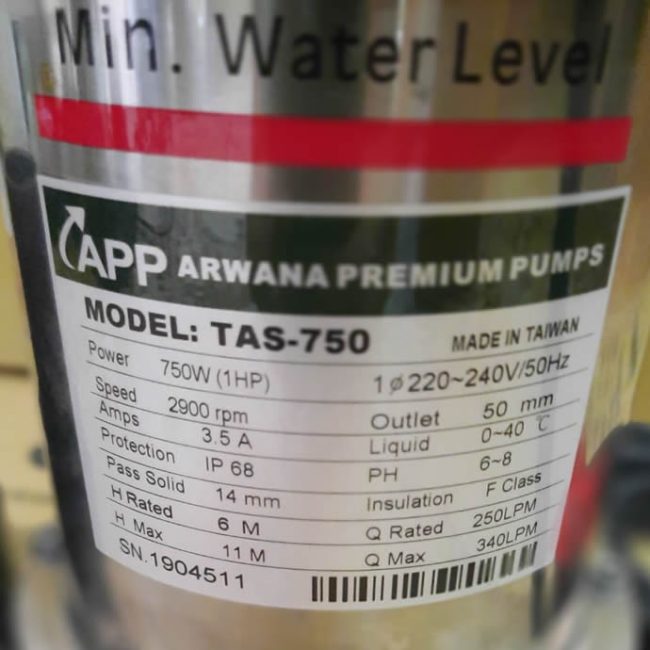 Min. Water Level
APP ARWANA PREMIUM PUMPS
MODEL: TAS-750 MADE IN TAIWAN
Power 750W (1HP) 1ø220~240V/50Hz
Speed 2900 rpm Outlet 50 mm
Amps 3.5 A Liquid 0~40 ℃
Protection IP 68 PH 6~8
Pass Solid 14 mm Insulation F Class
H Rated 6 M Q Rated 250LPM
H Max 11 M Q Max 340LPM
SN.1904511